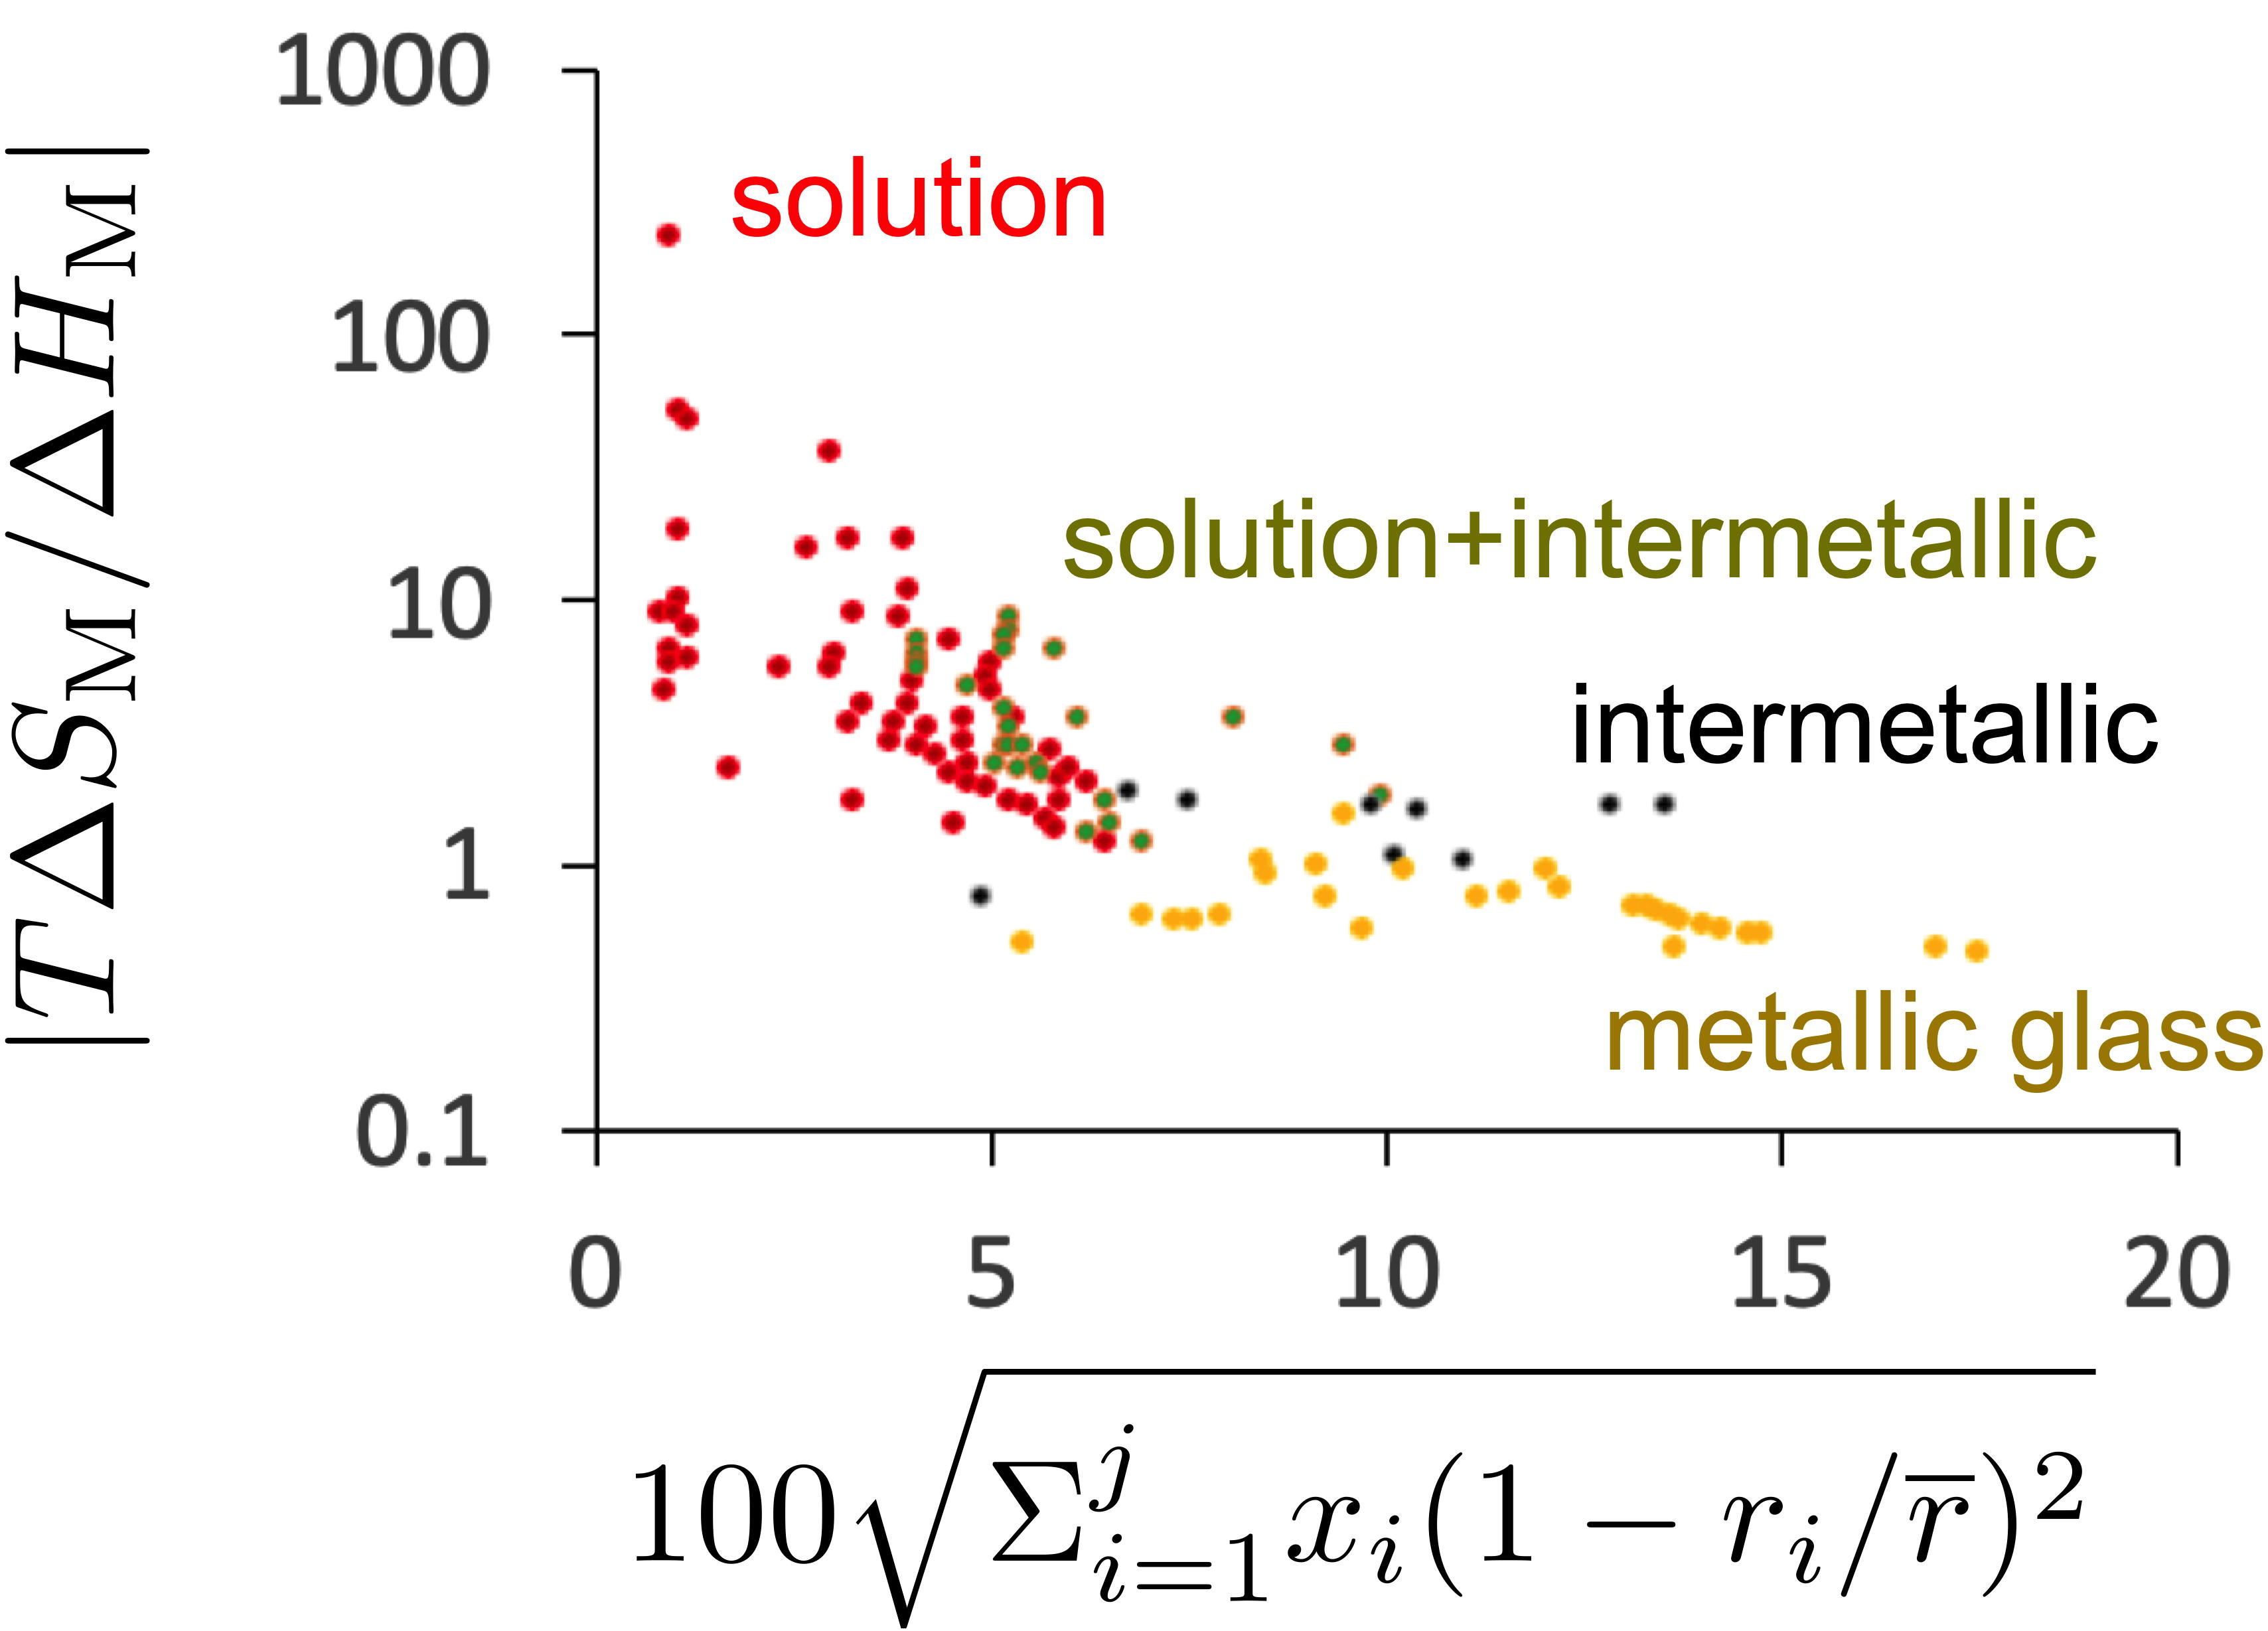 |TΔS_M/ΔH_M|
1000
100
10
1
0.1
solution
solution+intermetallic
intermetallic
metallic glass
0 5 10 15 20
100√Σ_{i=1}^{j} x_i(1 − r_i/r̅)²